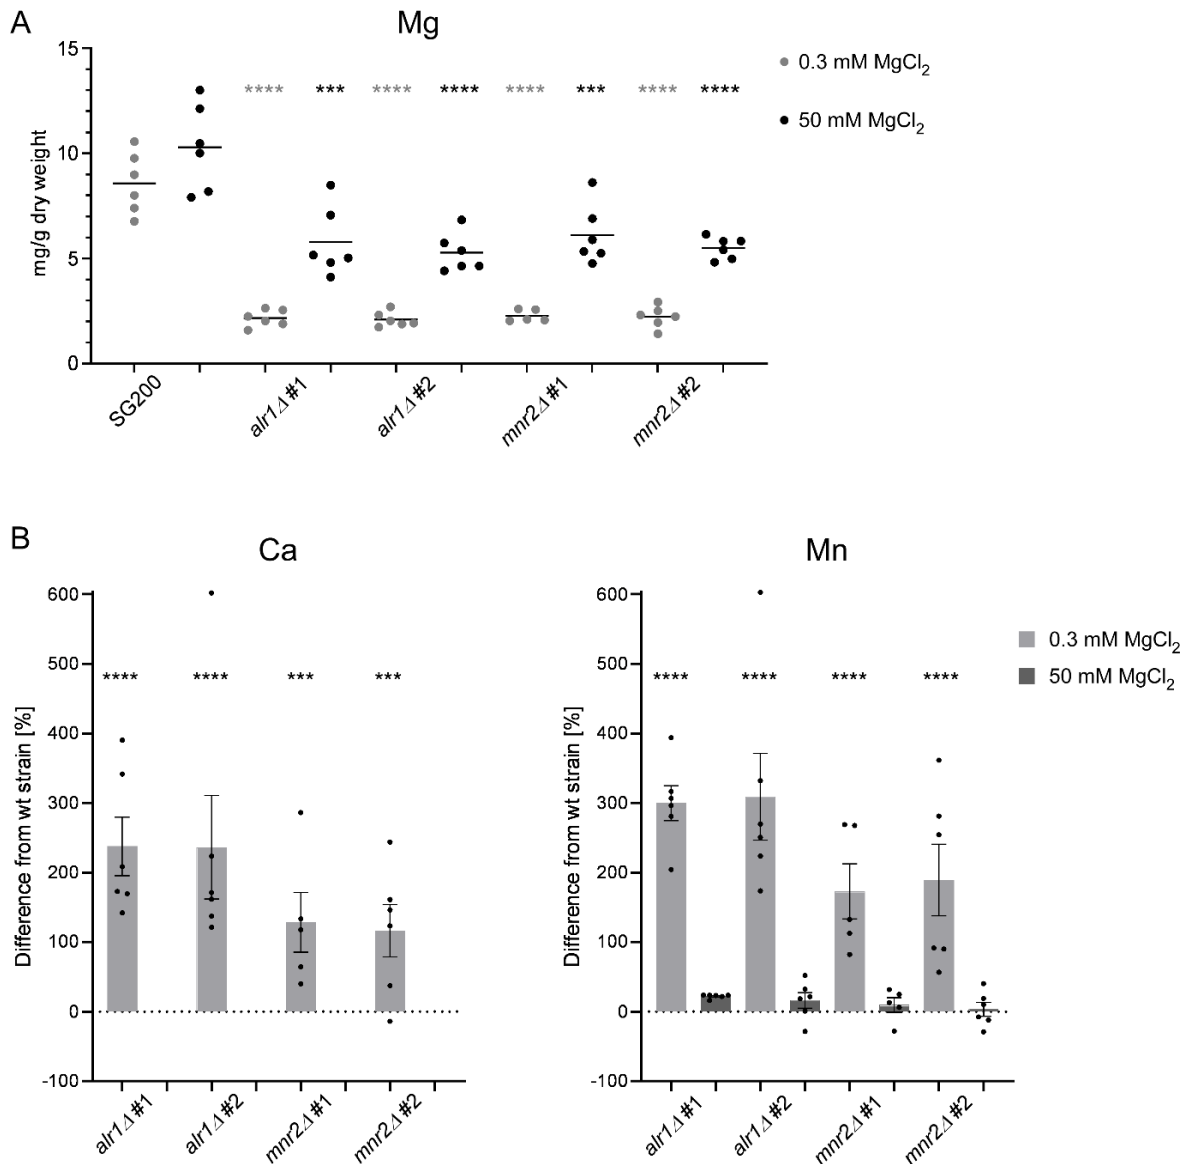 A
Mg
mg/g dry weight
15
10
5
0
**** *** **** **** **** *** **** ****
0.3 mM MgCl2
50 mM MgCl2
SG200
alr1Δ#1
alr1Δ#2
mnr2Δ#1
mnr2Δ#2
B
Ca
Difference from wt strain [%]
600
500
400
300
200
100
0
-100
**** **** *** ***
alr1Δ#1
alr1Δ#2
mnr2Δ#1
mnr2Δ#2
Mn
Difference from wt strain [%]
600
500
400
300
200
100
0
-100
**** **** **** ****
alr1Δ#1
alr1Δ#2
mnr2Δ#1
mnr2Δ#2
0.3 mM MgCl2
50 mM MgCl2